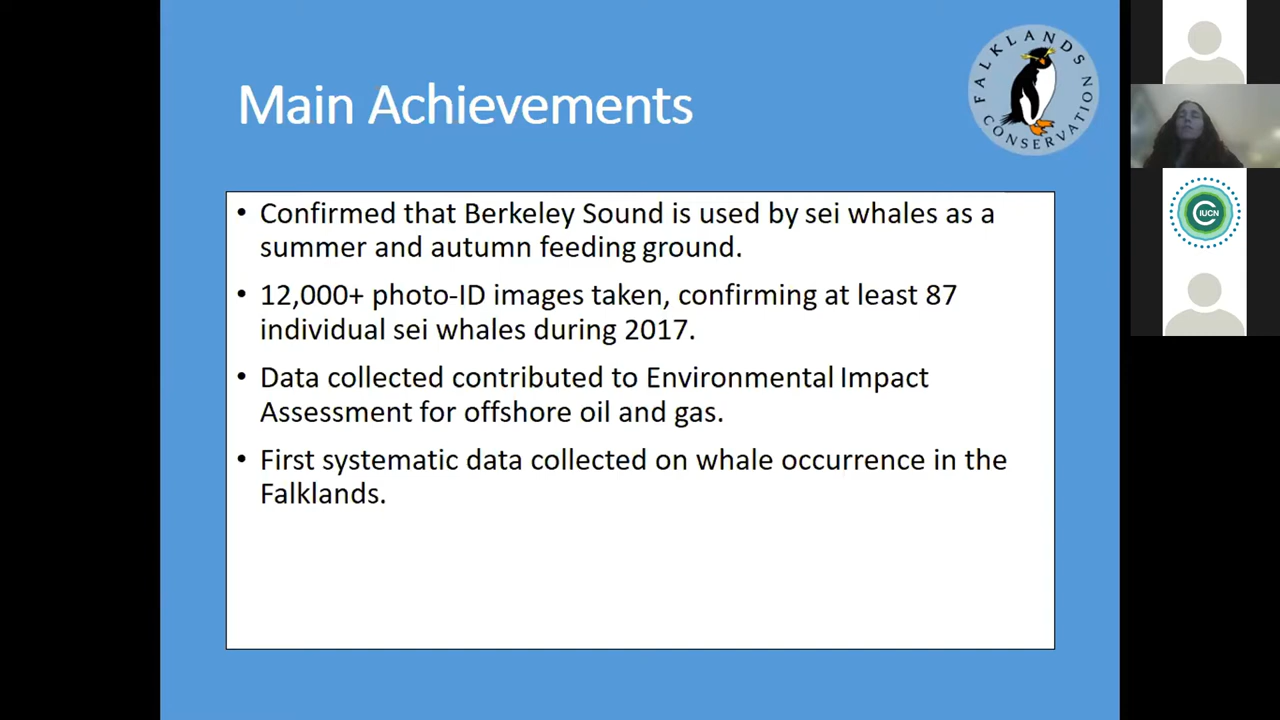 Main Achievements
FALKLANDS CONSERVATION
• Confirmed that Berkeley Sound is used by sei whales as a
summer and autumn feeding ground.
• 12,000+ photo-ID images taken, confirming at least 87
individual sei whales during 2017.
• Data collected contributed to Environmental Impact
Assessment for offshore oil and gas.
• First systematic data collected on whale occurrence in the
Falklands.
IUCN